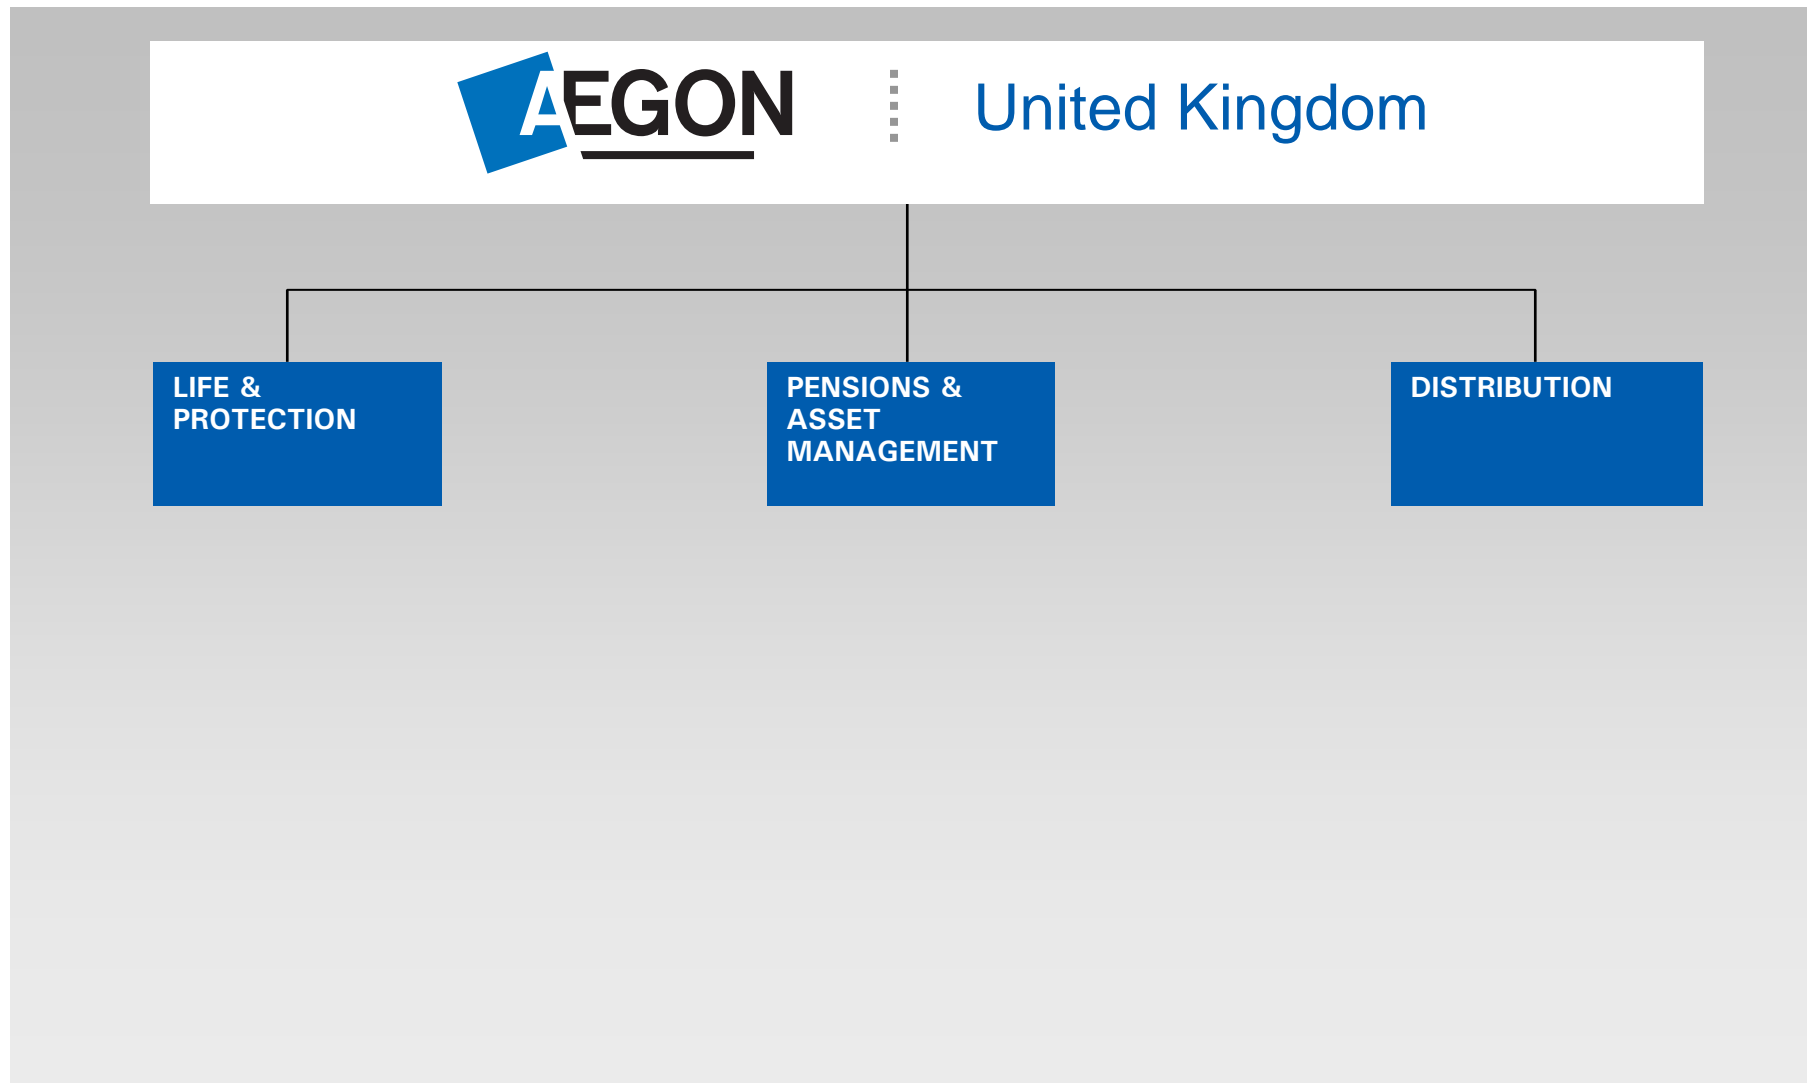 AEGON United Kingdom
LIFE &
PROTECTION
PENSIONS &
ASSET
MANAGEMENT
DISTRIBUTION